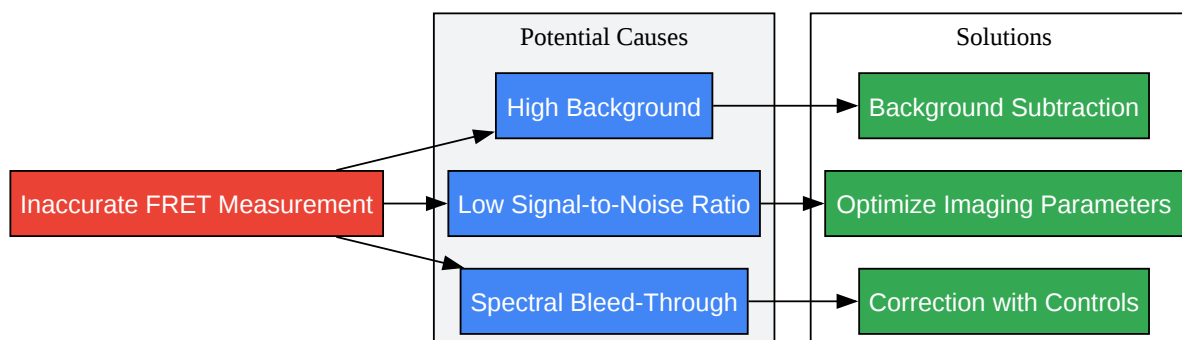 Potential Causes
Solutions
High Background
Background Subtraction
Inaccurate FRET Measurement
Low Signal-to-Noise Ratio
Optimize Imaging Parameters
Spectral Bleed-Through
Correction with Controls